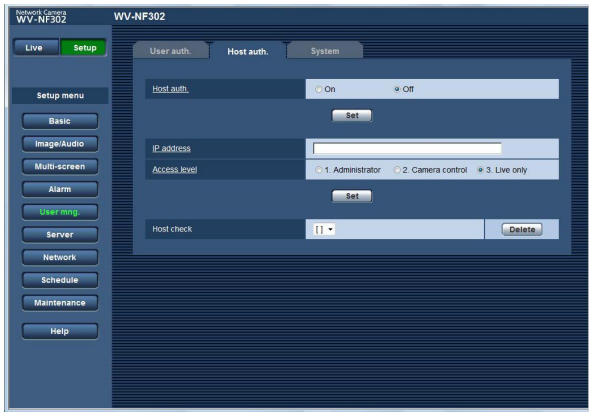 Network Camera
WV-NF302
WV-NF302
Live Setup
User auth. Host auth. System
Setup menu
Host auth. On Off
Set
Basic
Image/Audio
IP address
Multi-screen
Access level 1. Administrator 2. Camera control 3. Live only
Alarm
Set
User mng.
Server
Host check [ ] Delete
Network
Schedule
Maintenance
Help